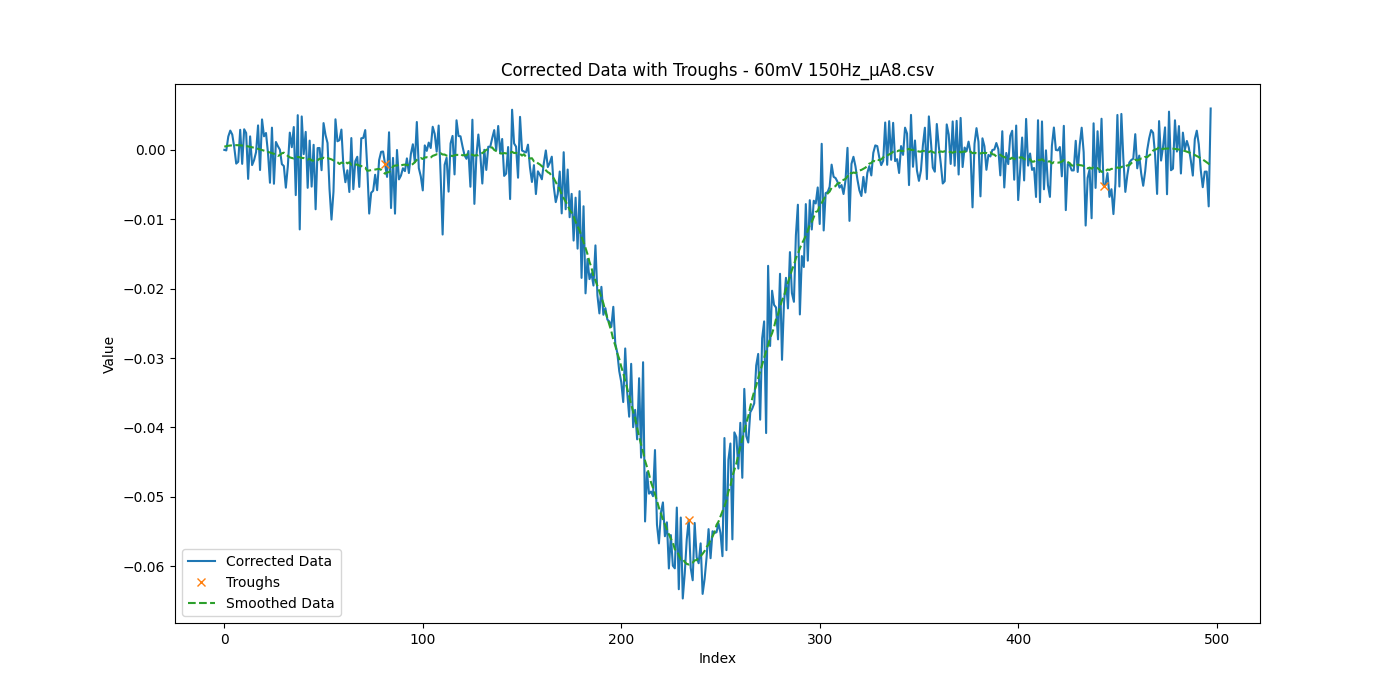 Corrected Data with Troughs - 60mV 150Hz_μA8.csv
Value
0.00
−0.01
−0.02
−0.03
−0.04
−0.05
−0.06
Corrected Data
Troughs
Smoothed Data
0 100 200 300 400 500
Index